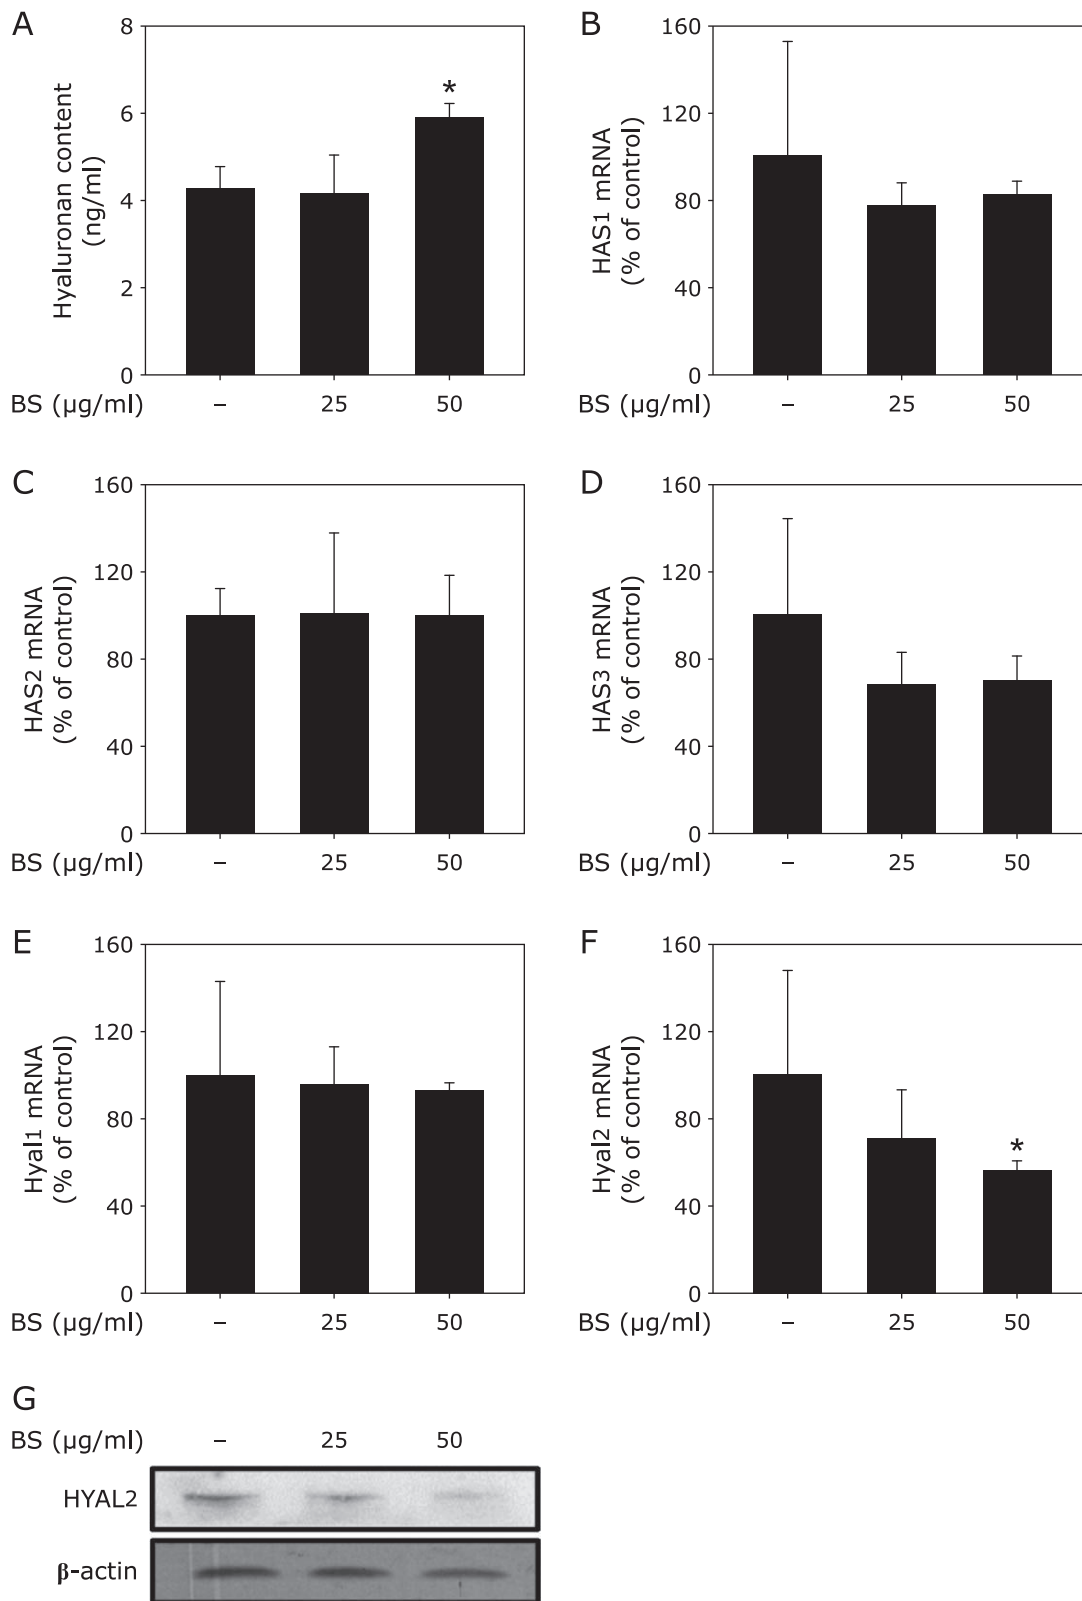 A
Hyaluronan content
(ng/ml)
8
6
4
2
0
*
BS (µg/ml) – 25 50
B
HAS1 mRNA
(% of control)
160
120
80
40
0
BS (µg/ml) – 25 50
C
HAS2 mRNA
(% of control)
160
120
80
40
0
BS (µg/ml) – 25 50
D
HAS3 mRNA
(% of control)
160
120
80
40
0
BS (µg/ml) – 25 50
E
Hyal1 mRNA
(% of control)
160
120
80
40
0
BS (µg/ml) – 25 50
F
Hyal2 mRNA
(% of control)
160
120
80
40
0
*
BS (µg/ml) – 25 50
G
BS (µg/ml) – 25 50
HYAL2
β-actin